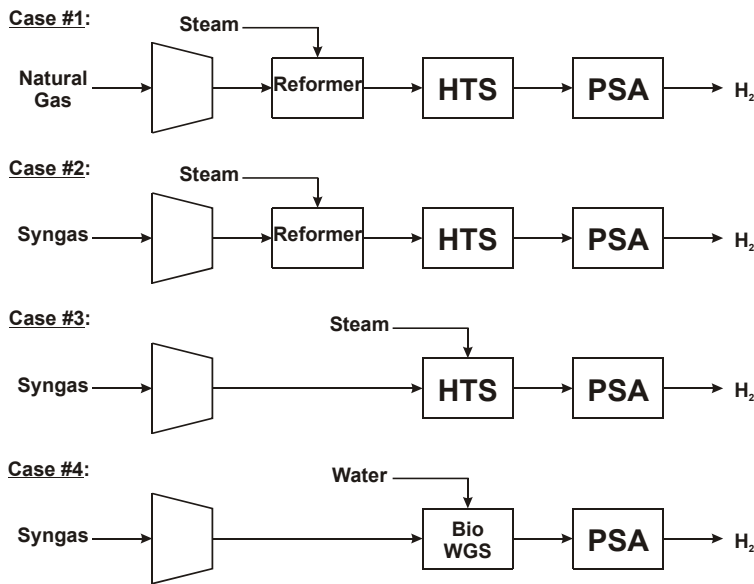 Case #1:
Steam
Natural
Gas
Reformer
HTS
PSA
H₂
Case #2:
Steam
Syngas
Reformer
HTS
PSA
H₂
Case #3:
Steam
Syngas
HTS
PSA
H₂
Case #4:
Water
Syngas
Bio
WGS
PSA
H₂